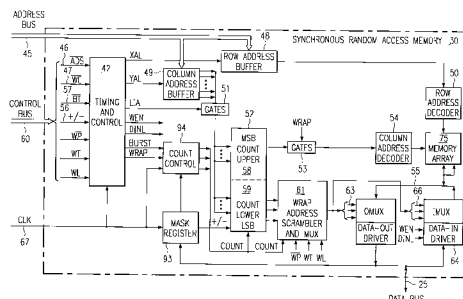 ADDRESS
BUS
45
48
SYNCHRONOUS RANDOM ACCESS MEMORY 30
46
ADS
47
WT
57
BT
56
+/-
WP
WT
WL
CONTROL
BUS
60
42
TIMING
AND
CONTROL
XAL
YAL
WEN
DINL
BURST
WRAP
ROW ADDRESS
BUFFER
49
COLUMN
ADDRESS
BUFFER
51
GATES
50
ROW
ADDRESS
DECODER
94
COUNT
CONTROL
52
MSB
COUNT
UPPER
58
59
COUNT
LOWER
LSB
WRAP
GATES
53
54
COLUMN
ADDRESS
DECODER
75
MEMORY
ARRAY
55
+/-
COUNT
COUNT
61
WRAP
ADDRESS
SCRAMBLER
AND MUX
WP WT WL
63
OMUX
DATA-OUT
DRIVER
66
WEN
DINL
IMUX
DATA-IN
DRIVER
64
CLK
67
MASK
REGISTER
93
25
DATA BUS